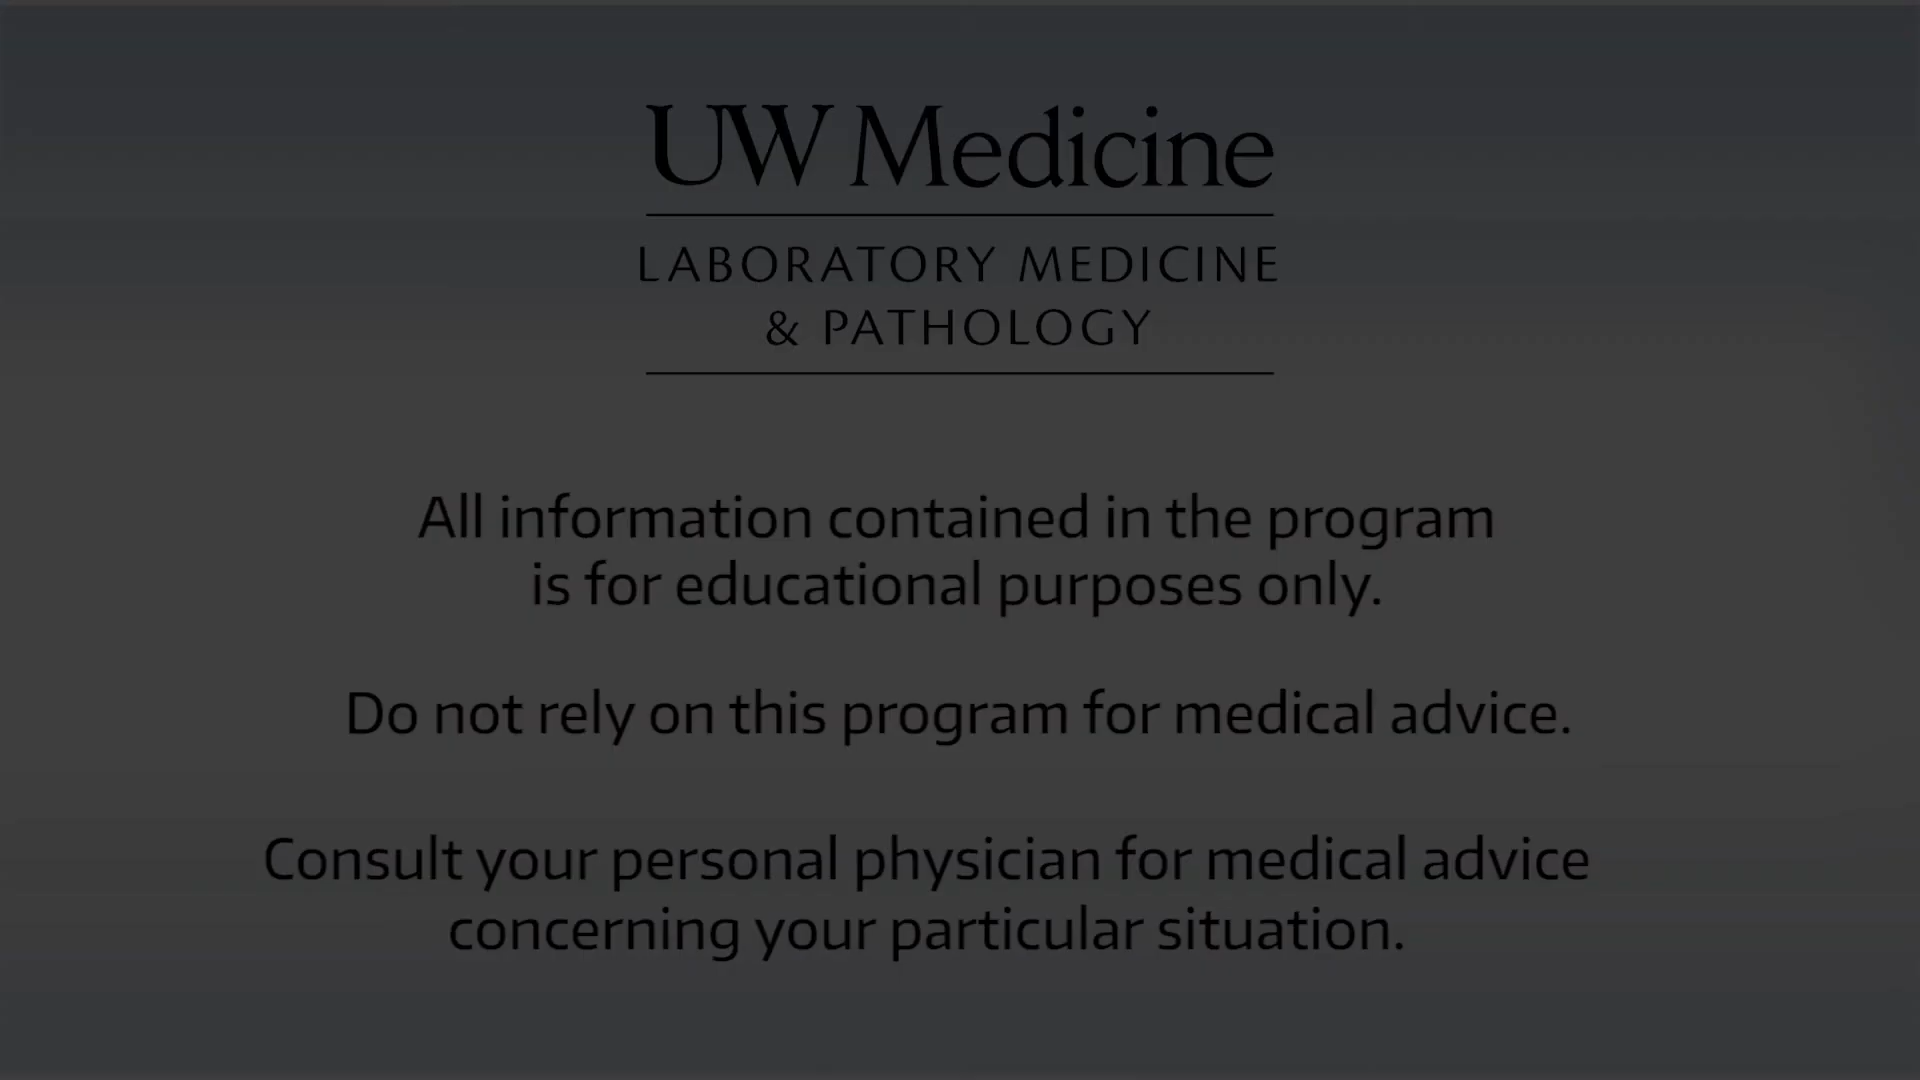 UW Medicine
LABORATORY MEDICINE
& PATHOLOGY
All information contained in the program
is for educational purposes only.
Do not rely on this program for medical advice.
Consult your personal physician for medical advice
concerning your particular situation.